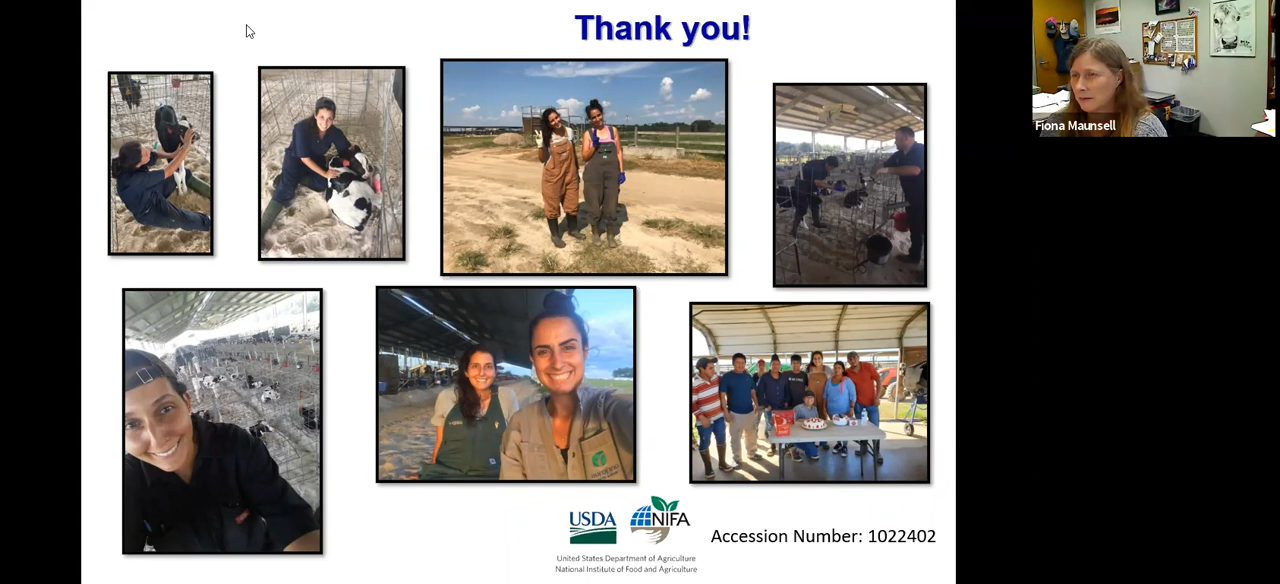 Thank you!
Fiona Maunsell
USDA
NIFA
Accession Number: 1022402
United States Department of Agriculture
National Institute of Food and Agriculture